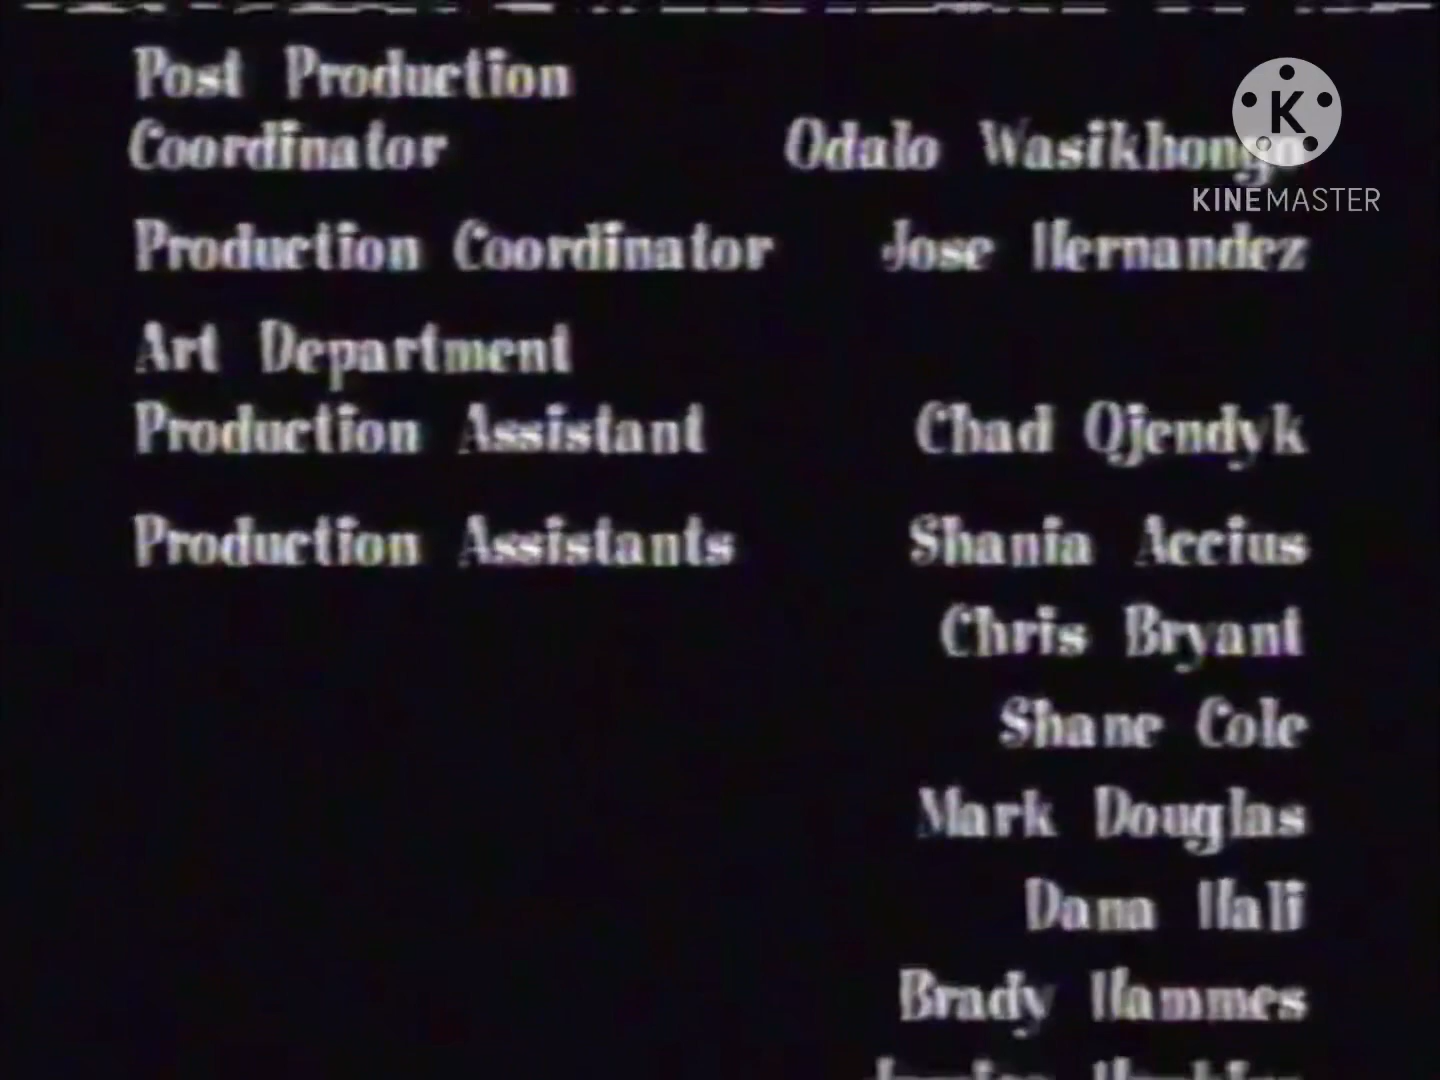 Post Production
Coordinator Odalo Wasikhongo
Production Coordinator Jose Hernandez
Art Department
Production Assistant Chad Ojendyk
Production Assistants Shania Accius
Chris Bryant
Shane Cole
Mark Douglas
Dana Hali
Brady Hammes
K
KINEMASTER